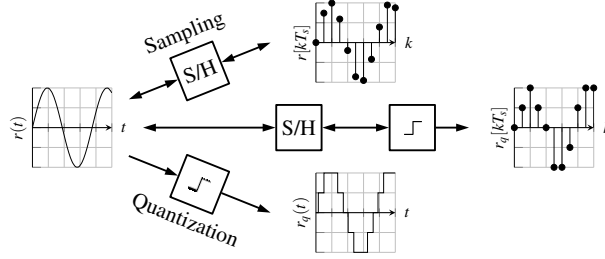 Sampling
S/H
r[kT_s]
k
r(t)
t
S/H
r_q[kT_s]
Quantization
r_q(t)
t